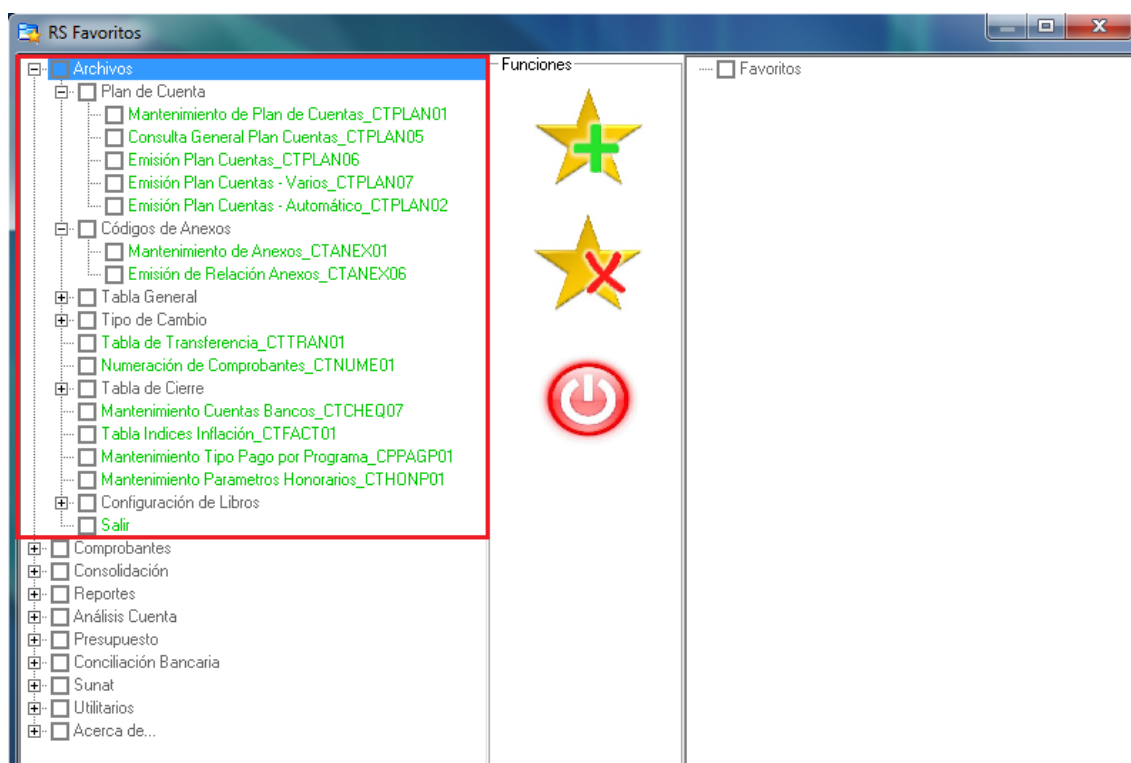 RS Favoritos
Archivos
Plan de Cuenta
Mantenimiento de Plan de Cuentas_CTPLAN01
Consulta General Plan Cuentas_CTPLAN05
Emisión Plan Cuentas_CTPLAN06
Emisión Plan Cuentas - Varios_CTPLAN07
Emisión Plan Cuentas - Automático_CTPLAN02
Códigos de Anexos
Mantenimiento de Anexos_CTANEX01
Emisión de Relación Anexos_CTANEX06
Tabla General
Tipo de Cambio
Tabla de Transferencia_CTTRAN01
Numeración de Comprobantes_CTNUME01
Tabla de Cierre
Mantenimiento Cuentas Bancos_CTCHEQ07
Tabla Indices Inflación_CTFACT01
Mantenimiento Tipo Pago por Programa_CPPAGP01
Mantenimiento Parametros Honorarios_CTHONP01
Configuración de Libros
Salir
Comprobantes
Consolidación
Reportes
Análisis Cuenta
Presupuesto
Conciliación Bancaria
Sunat
Utilitarios
Acerca de...
Funciones
Favoritos